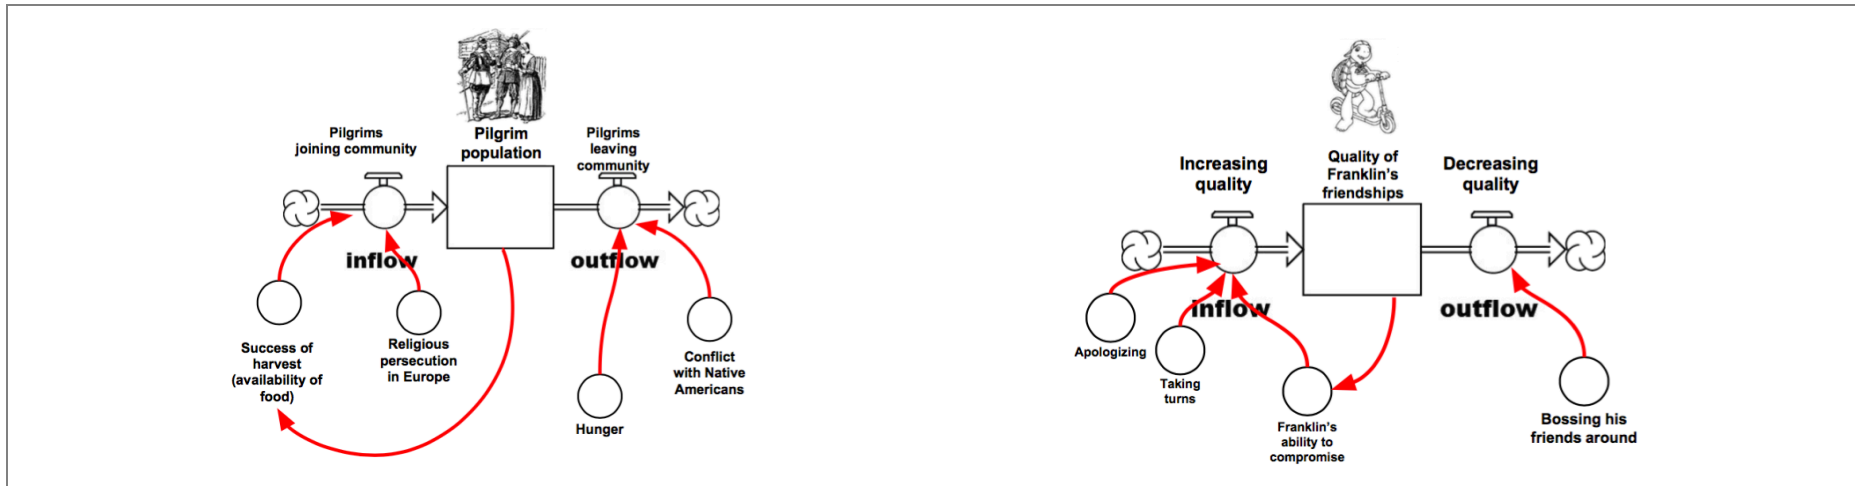 Pilgrims
joining community
Pilgrim
population
Pilgrims
leaving
community
inflow
outflow
Success of
harvest
(availability of
food)
Religious
persecution
in Europe
Hunger
Conflict
with Native
Americans
Increasing
quality
Quality of
Franklin's
friendships
Decreasing
quality
inflow
outflow
Apologizing
Taking
turns
Franklin's
ability to
compromise
Bossing his
friends around